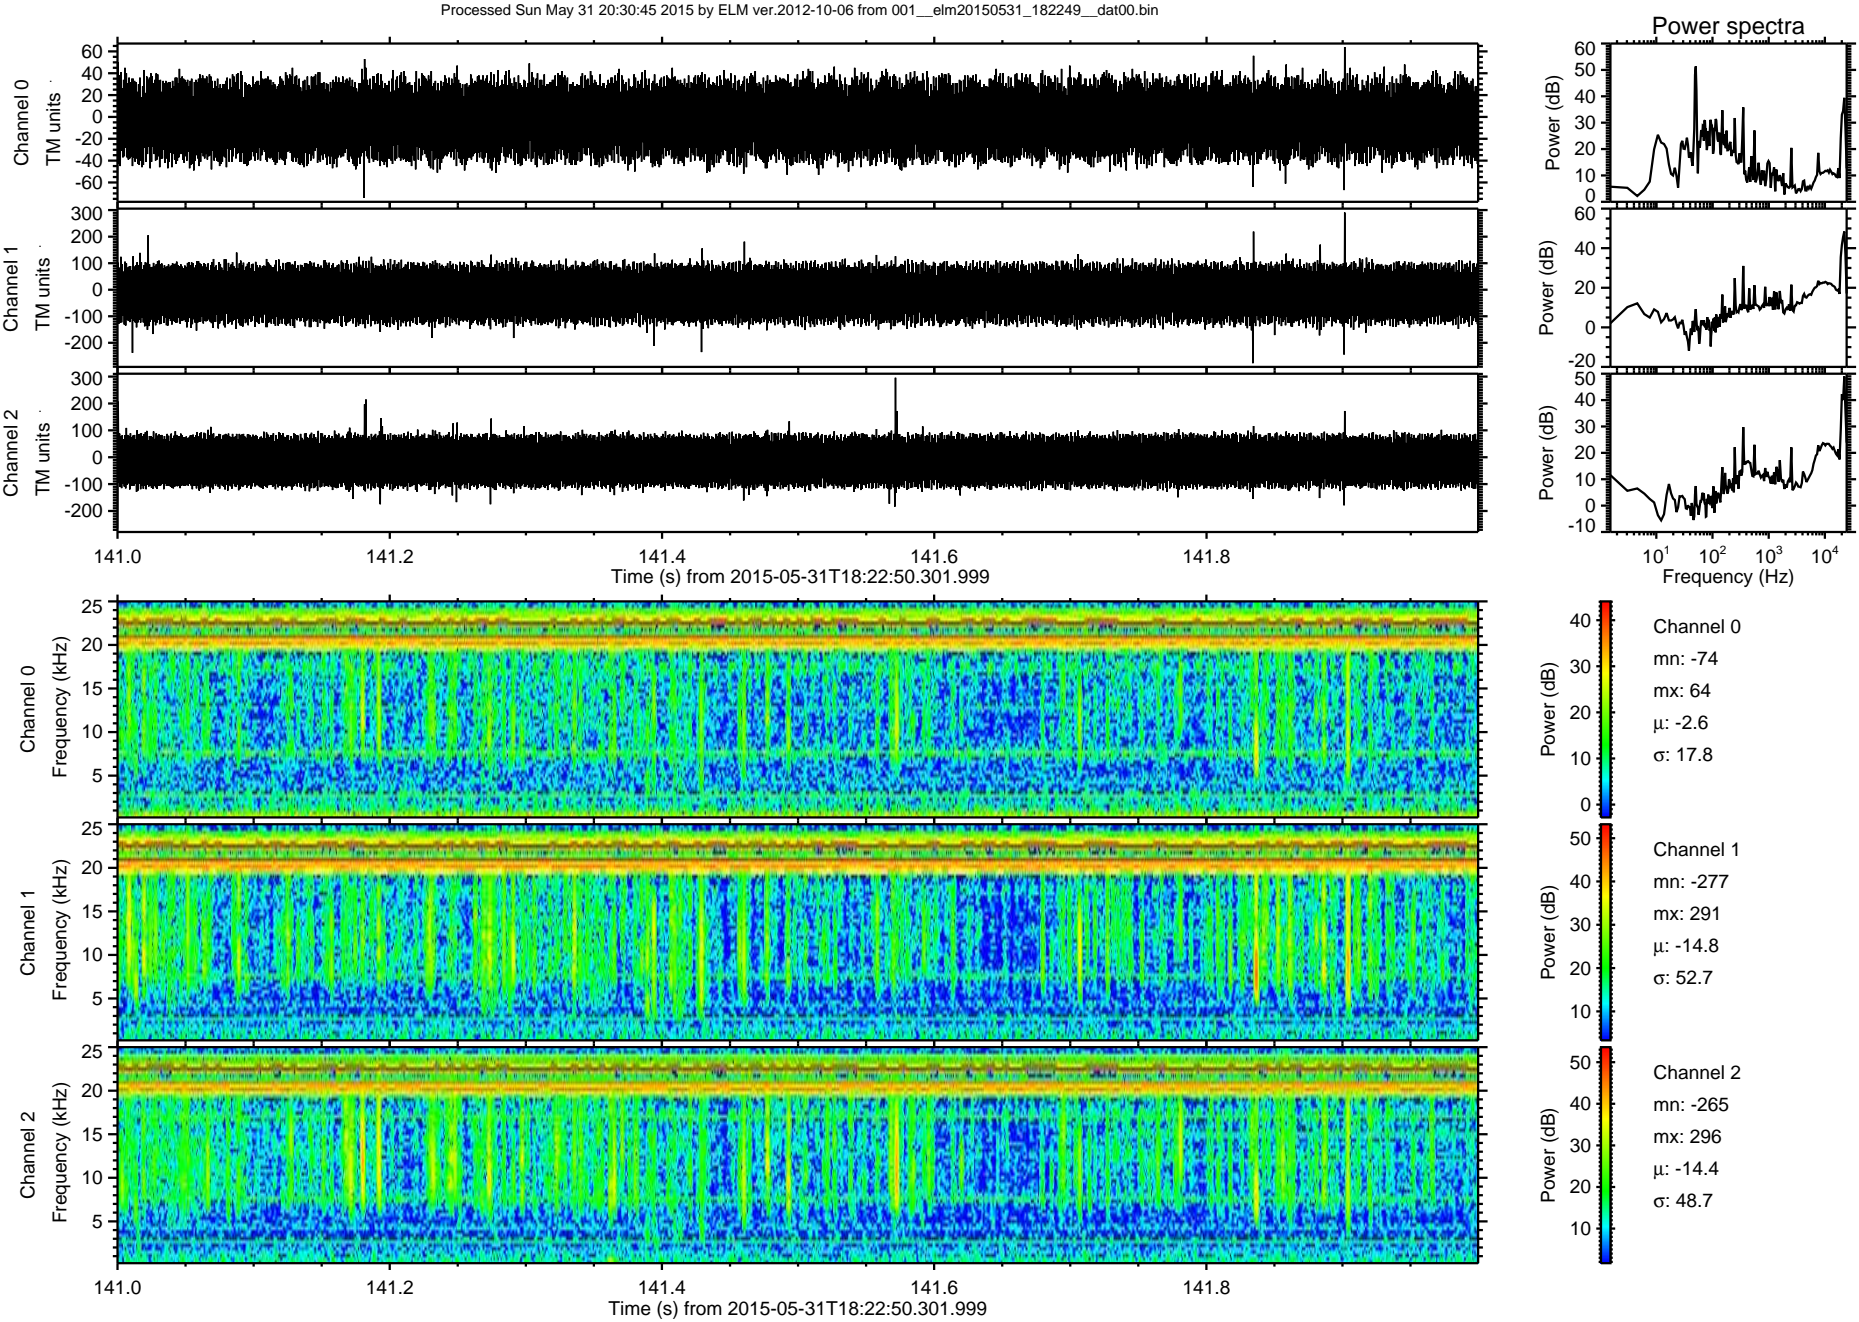 Processed Sun May 31 20:30:45 2015 by ELM ver.2012-10-06 from 001__elm20150531_182249__dat00.bin
Power spectra
Channel 0
TM units
60
40
20
0
-20
-40
-60
Power (dB)
60
50
40
30
20
10
0
Channel 1
TM units
300
200
100
0
-100
-200
Power (dB)
60
40
20
0
-20
Channel 2
TM units
300
200
100
0
-100
-200
Power (dB)
50
40
30
20
10
0
-10
141.0 141.2 141.4 141.6 141.8
Time (s) from 2015-05-31T18:22:50.301.999
10^1 10^2 10^3 10^4
Frequency (Hz)
Channel 0
Frequency (kHz)
25
20
15
10
5
Power (dB)
40
30
20
10
0
Channel 0
mn: -74
mx: 64
μ: -2.6
σ: 17.8
Channel 1
Frequency (kHz)
25
20
15
10
5
Power (dB)
50
40
30
20
10
Channel 1
mn: -277
mx: 291
μ: -14.8
σ: 52.7
Channel 2
Frequency (kHz)
25
20
15
10
5
Power (dB)
50
40
30
20
10
Channel 2
mn: -265
mx: 296
μ: -14.4
σ: 48.7
141.0 141.2 141.4 141.6 141.8
Time (s) from 2015-05-31T18:22:50.301.999